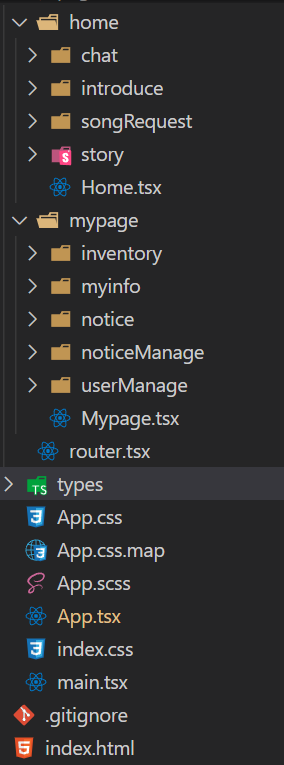 home
chat
introduce
songRequest
story
Home.tsx
mypage
inventory
myinfo
notice
noticeManage
userManage
Mypage.tsx
router.tsx
types
App.css
App.css.map
App.scss
App.tsx
index.css
main.tsx
.gitignore
index.html